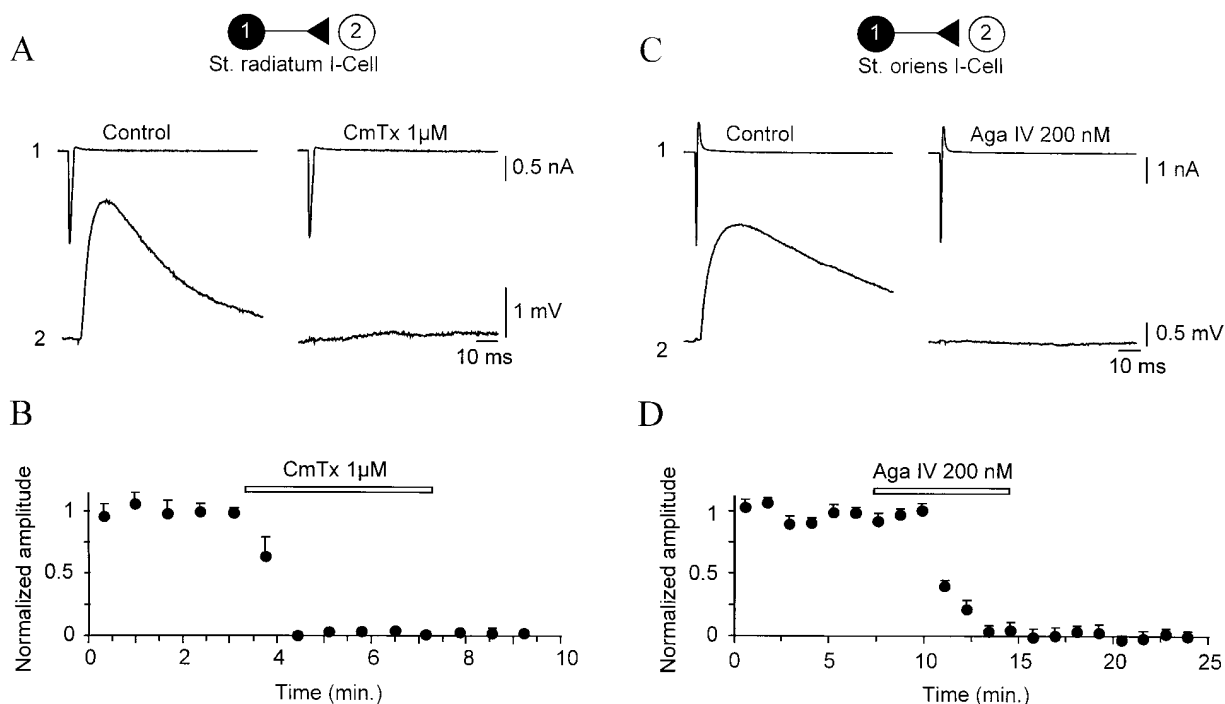 A
1
2
St. radiatum I-Cell
Control
CmTx 1µM
1
0.5 nA
2
1 mV
10 ms
B
CmTx 1µM
Normalized amplitude
1
0.5
0
0
2
4
6
8
10
Time (min.)
C
1
2
St. oriens I-Cell
Control
Aga IV 200 nM
1
1 nA
2
0.5 mV
10 ms
D
Aga IV 200 nM
Normalized amplitude
1
0.5
0
0
5
10
15
20
25
Time (min.)